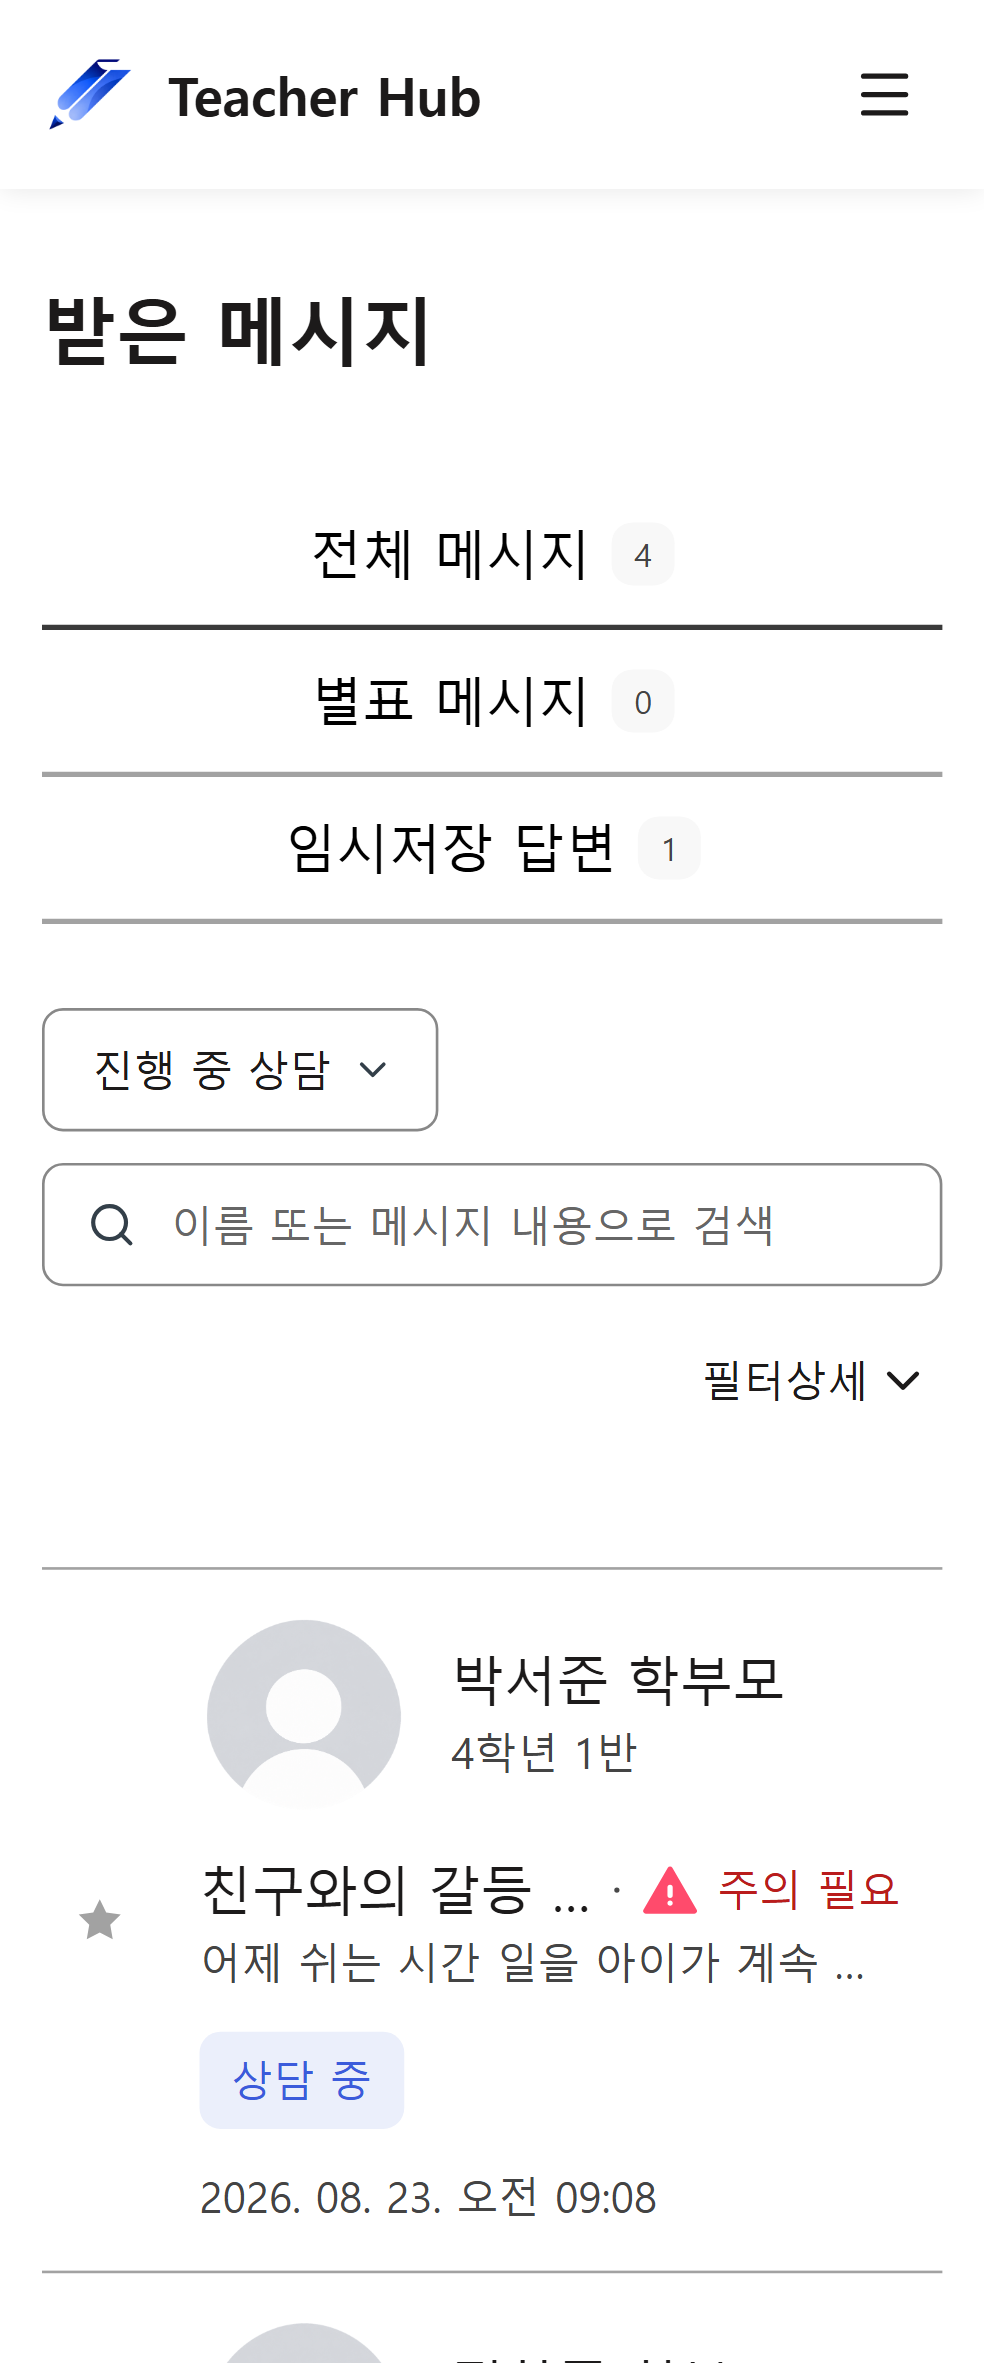 Teacher Hub
받은 메시지
전체 메시지 4
별표 메시지 0
임시저장 답변 1
진행 중 상담
이름 또는 메시지 내용으로 검색
필터상세
박서준 학부모
4학년 1반
친구와의 갈등 ... · 주의 필요
어제 쉬는 시간 일을 아이가 계속 ...
상담 중
2026. 08. 23. 오전 09:08